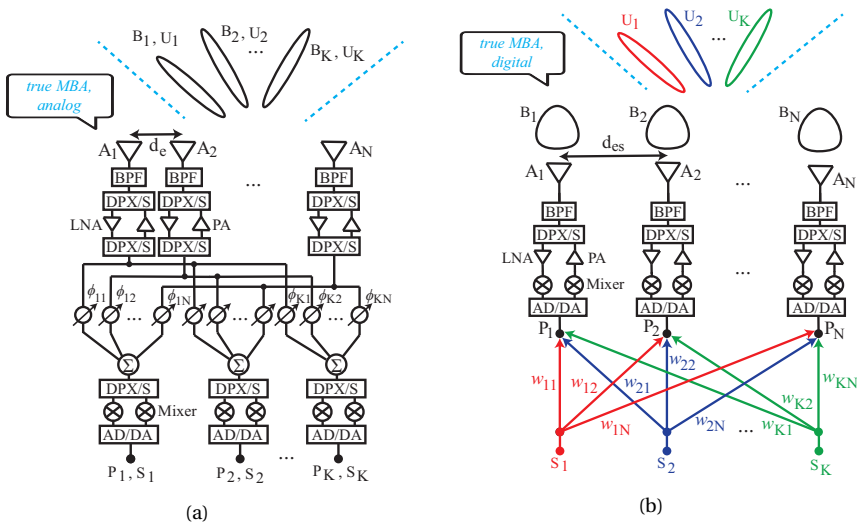 B1, U1
B2, U2
...
BK, UK
true MBA,
analog
de
A1
A2
AN
BPF
BPF
BPF
...
DPX/S
DPX/S
DPX/S
LNA
PA
DPX/S
DPX/S
DPX/S
ϕ11
ϕ12
ϕ1N
ϕK1
ϕK2
ϕKN
...
...
...
Σ
Σ
Σ
DPX/S
DPX/S
DPX/S
Mixer
AD/DA
AD/DA
AD/DA
...
P1, S1
P2, S2
PK, SK
(a)
U1
U2
...
UK
true MBA,
digital
B1
B2
BN
des
A1
A2
...
AN
BPF
BPF
BPF
DPX/S
DPX/S
DPX/S
LNA
PA
Mixer
...
AD/DA
AD/DA
AD/DA
P1
P2
PN
w11
w12
w21
w22
wK2
wKN
w1N
w2N
...
wK1
S1
S2
SK
(b)